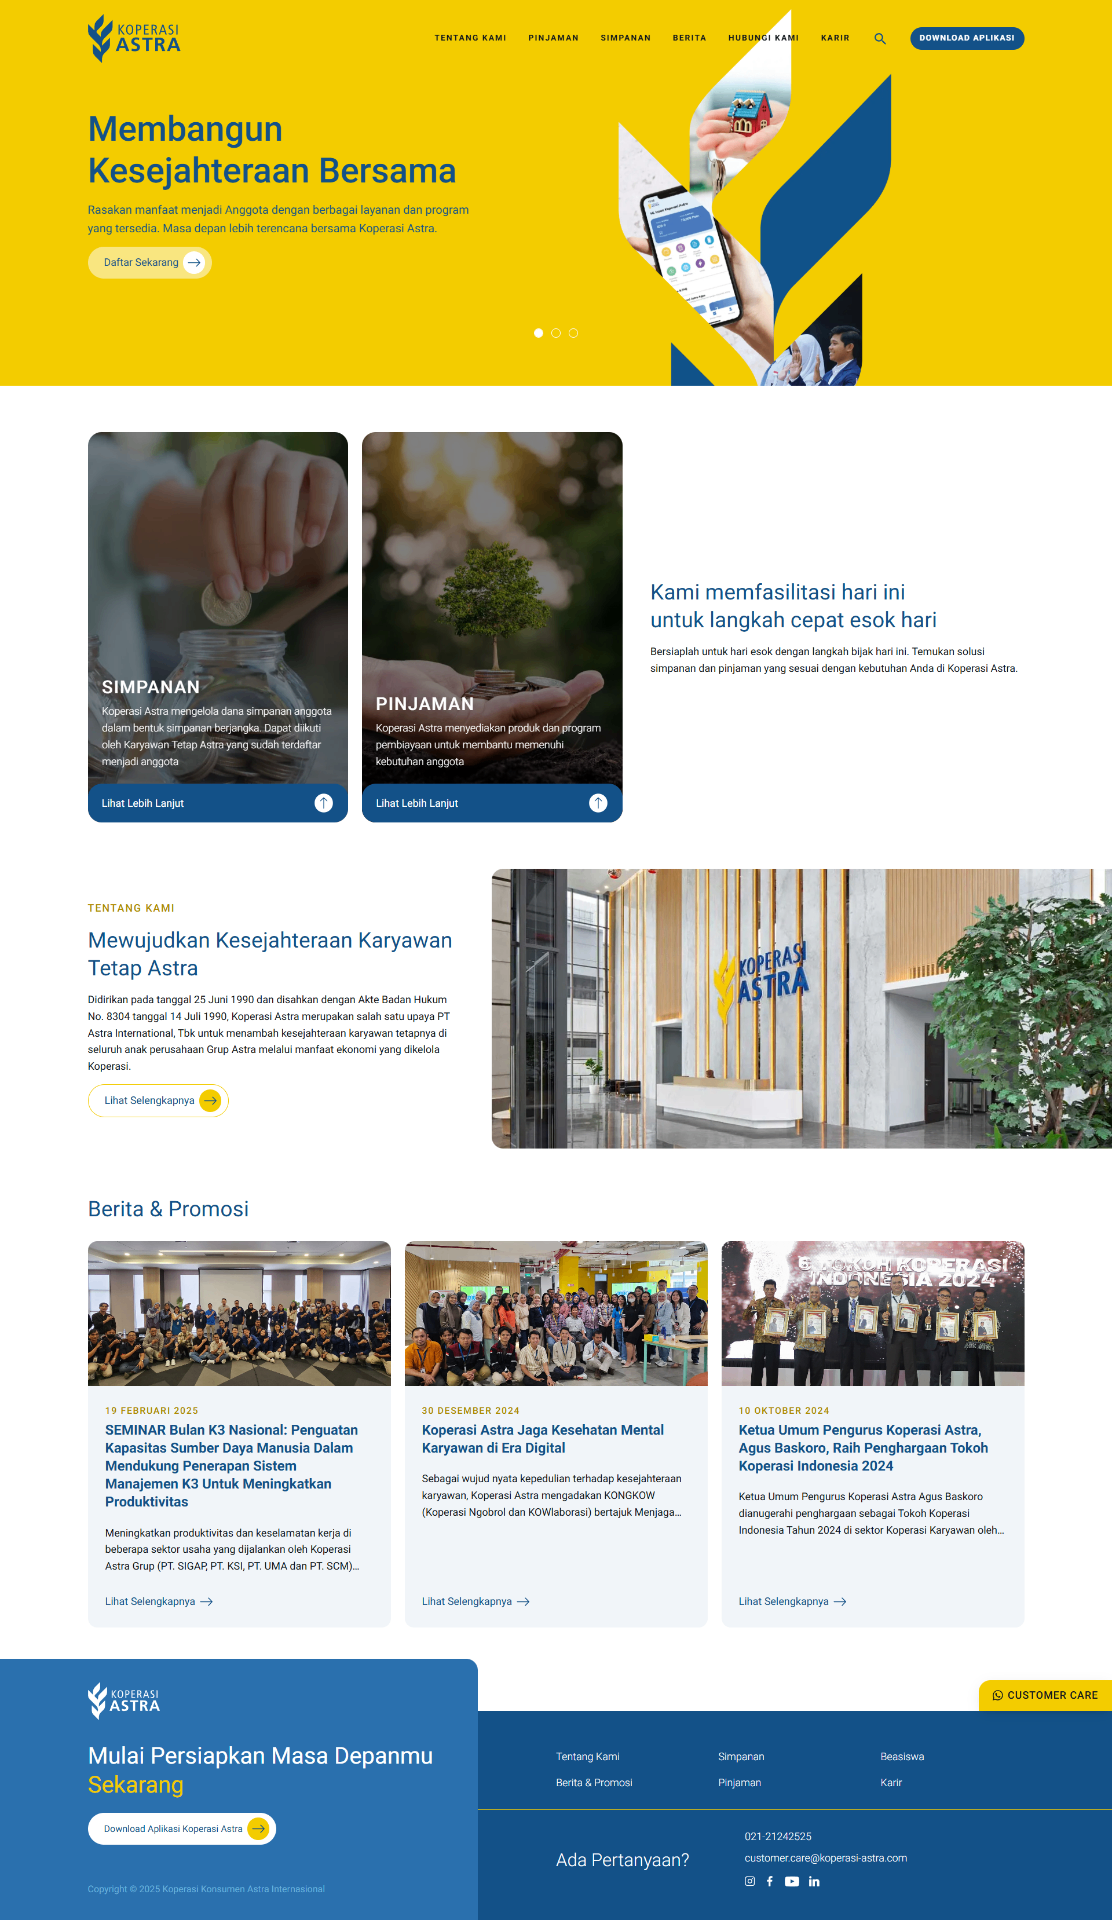 KOPERASI
ASTRA
TENTANG KAMI
PINJAMAN
SIMPANAN
BERITA
HUBUNGI KAMI
KARIR
DOWNLOAD APLIKASI
Membangun
Kesejahteraan Bersama
Rasakan manfaat menjadi Anggota dengan berbagai layanan dan program
yang tersedia. Masa depan lebih terencana bersama Koperasi Astra.
Daftar Sekarang
SIMPANAN
Koperasi Astra mengelola dana simpanan anggota
dalam bentuk simpanan berjangka. Dapat diikuti
oleh Karyawan Tetap Astra yang sudah terdaftar
menjadi anggota
Lihat Lebih Lanjut
PINJAMAN
Koperasi Astra menyediakan produk dan program
pembiayaan untuk membantu memenuhi
kebutuhan anggota
Lihat Lebih Lanjut
Kami memfasilitasi hari ini
untuk langkah cepat esok hari
Bersiaplah untuk hari esok dengan langkah bijak hari ini. Temukan solusi
simpanan dan pinjaman yang sesuai dengan kebutuhan Anda di Koperasi Astra.
TENTANG KAMI
Mewujudkan Kesejahteraan Karyawan
Tetap Astra
Didirikan pada tanggal 25 Juni 1990 dan disahkan dengan Akte Badan Hukum
No. 8304 tanggal 14 Juli 1990, Koperasi Astra merupakan salah satu upaya PT
Astra International, Tbk untuk menambah kesejahteraan karyawan tetapnya di
seluruh anak perusahaan Grup Astra melalui manfaat ekonomi yang dikelola
Koperasi.
Lihat Selengkapnya
KOPERASI
ASTRA
Berita & Promosi
19 FEBRUARI 2025
SEMINAR Bulan K3 Nasional: Penguatan
Kapasitas Sumber Daya Manusia Dalam
Mendukung Penerapan Sistem
Manajemen K3 Untuk Meningkatkan
Produktivitas
Meningkatkan produktivitas dan keselamatan kerja di
beberapa sektor usaha yang dijalankan oleh Koperasi
Astra Grup (PT. SIGAP, PT. KSI, PT. UMA dan PT. SCM)...
Lihat Selengkapnya
30 DESEMBER 2024
Koperasi Astra Jaga Kesehatan Mental
Karyawan di Era Digital
Sebagai wujud nyata kepedulian terhadap kesejahteraan
karyawan, Koperasi Astra mengadakan KONGKOW
(Koperasi Ngobrol dan KOWlaborasi) bertajuk Menjaga...
Lihat Selengkapnya
6 TOKOH KOPERASI
INDONESIA 2024
10 OKTOBER 2024
Ketua Umum Pengurus Koperasi Astra,
Agus Baskoro, Raih Penghargaan Tokoh
Koperasi Indonesia 2024
Ketua Umum Pengurus Koperasi Astra Agus Baskoro
dianugerahi penghargaan sebagai Tokoh Koperasi
Indonesia Tahun 2024 di sektor Koperasi Karyawan oleh...
Lihat Selengkapnya
KOPERASI
ASTRA
Mulai Persiapkan Masa Depanmu
Sekarang
Download Aplikasi Koperasi Astra
Copyright © 2025 Koperasi Konsumen Astra Internasional
CUSTOMER CARE
Tentang Kami
Simpanan
Beasiswa
Berita & Promosi
Pinjaman
Karir
Ada Pertanyaan?
021-21242525
customer.care@koperasi-astra.com